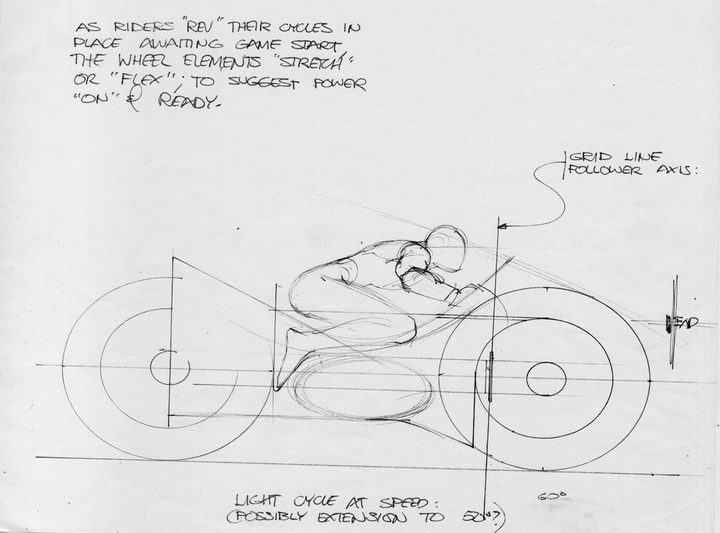 AS RIDERS "REV" THEIR CYCLES IN
PLACE AWAITING GAME START,
THE WHEEL ELEMENTS "STRETCH"
OR "FLEX"; TO SUGGEST POWER
"ON" & READY.
GRID LINE
FOLLOWER AXIS:
END
LIGHT CYCLE AT SPEED:
(POSSIBLY EXTENSION TO 50°?)
60°